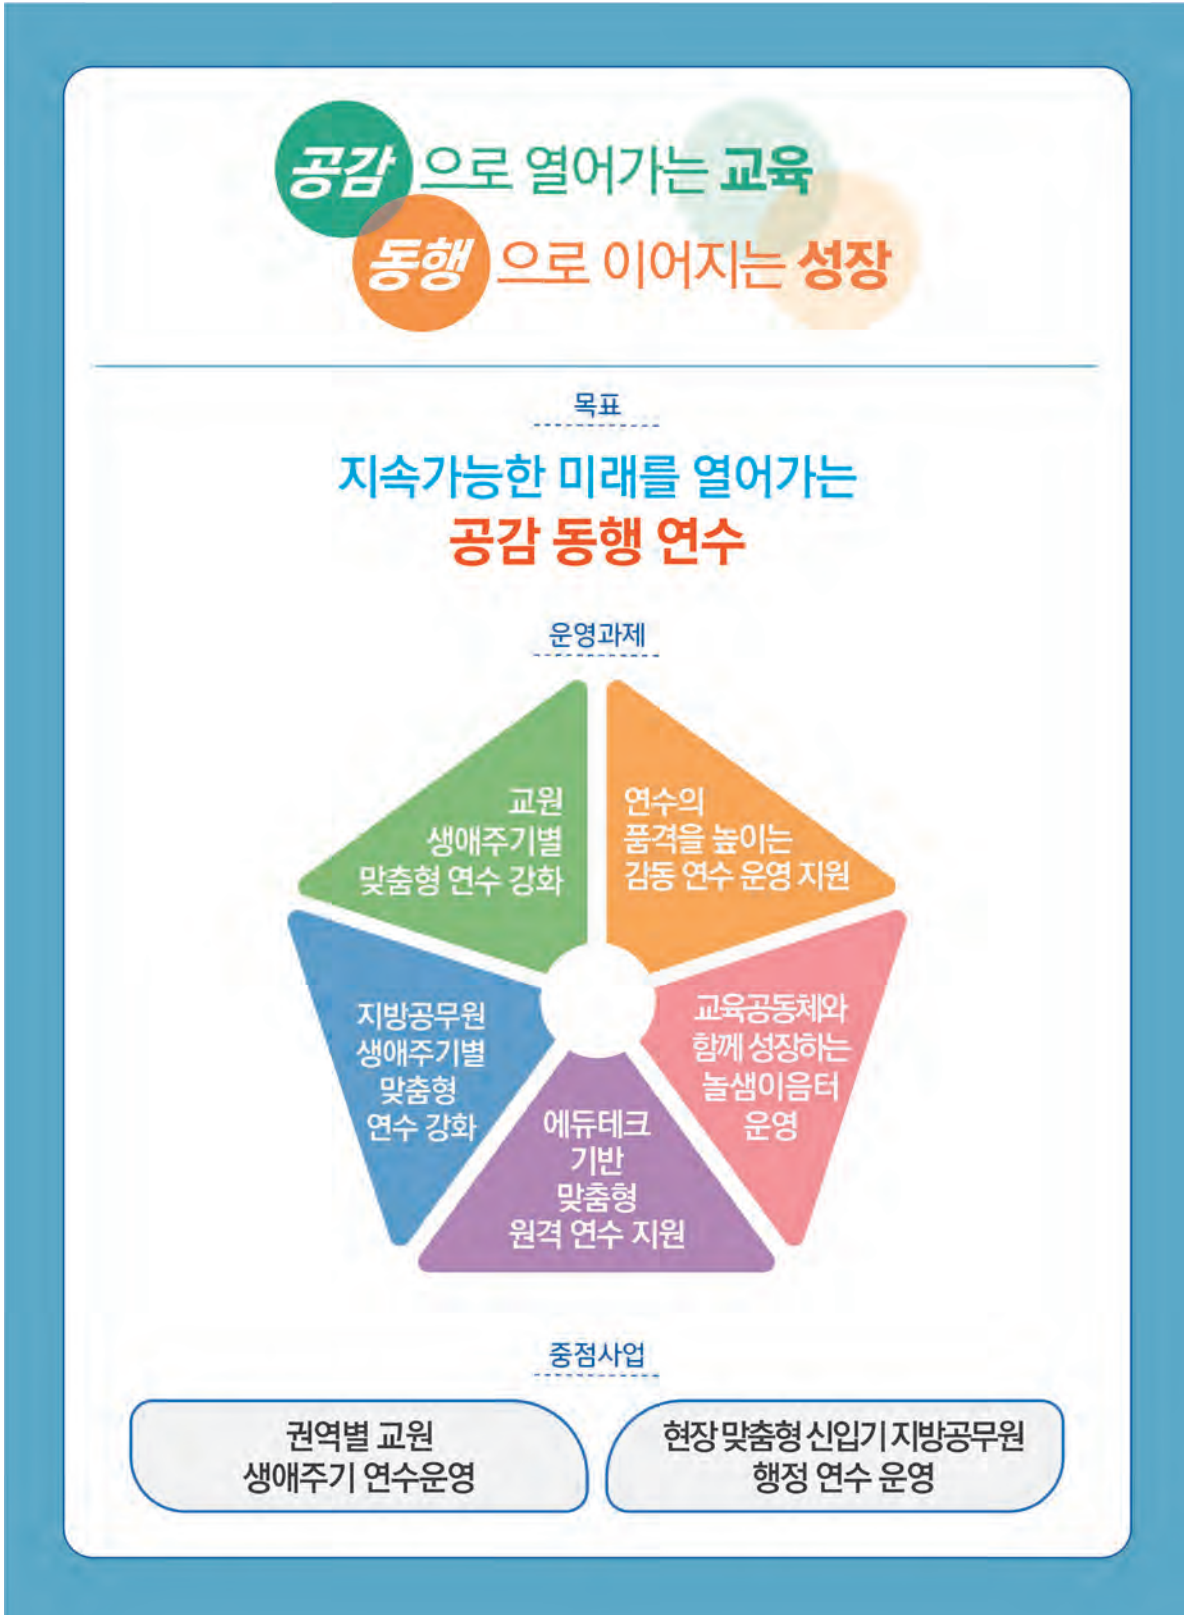 공감으로 열어가는 교육
동행으로 이어지는 성장
목표
지속가능한 미래를 열어가는
공감 동행 연수
운영과제
교원
생애주기별
맞춤형 연수 강화
연수의
품격을 높이는
감동 연수 운영 지원
지방공무원
생애주기별
맞춤형
연수 강화
교육공동체와
함께 성장하는
놀샘이음터
운영
에듀테크
기반
맞춤형
원격 연수 지원
중점사업
권역별 교원
생애주기 연수운영
현장 맞춤형 신입기 지방공무원
행정 연수 운영